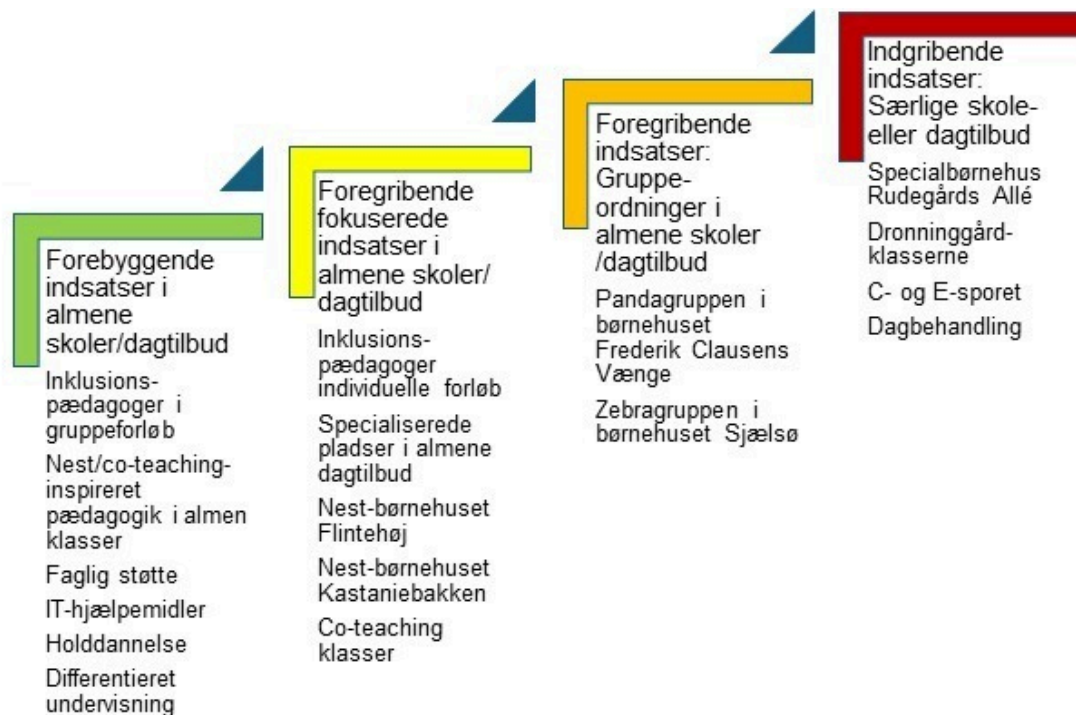 Forebyggende
indsatser i
almene
skoler/dagtilbud
Inklusions-
pædagoger i
gruppeforløb
Nest/co-teaching-
inspireret
pædagogik i almen
klasser
Faglig støtte
IT-hjælpemidler
Holddannelse
Differentieret
undervisning
Foregribende
fokuserede
indsatser i
almene skoler/
dagtilbud
Inklusions-
pædagoger
individuelle forløb
Specialiserede
pladser i almene
dagtilbud
Nest-børnehuset
Flintehøj
Nest-børnehuset
Kastaniebakken
Co-teaching
klasser
Foregribende
indsatser:
Gruppe-
ordninger i
almene skoler
/dagtilbud
Pandagruppen i
børnehuset
Frederik Clausens
Vænge
Zebragruppen i
børnehuset Sjælsø
Indgribende
indsatser:
Særlige skole-
eller dagtilbud
Specialbørnehus
Rudegårds Allé
Dronninggård-
klasserne
C- og E-sporet
Dagbehandling